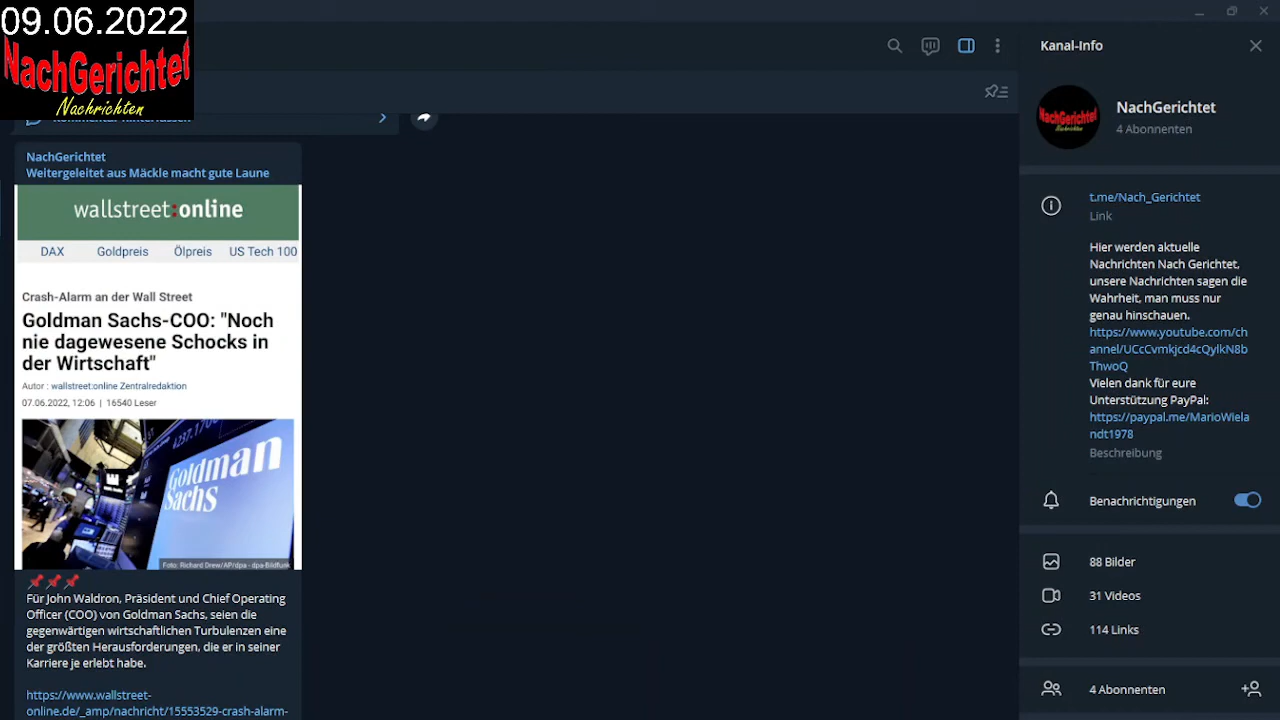 09.06.2022
NachGerichtet
Nachrichten
Kommentar hinterlassen
NachGerichtet
Weitergeleitet aus Mäckle macht gute Laune
wallstreet:online
DAX Goldpreis Ölpreis US Tech 100
Crash-Alarm an der Wall Street
Goldman Sachs-COO: "Noch
nie dagewesene Schocks in
der Wirtschaft"
Autor : wallstreet:online Zentralredaktion
07.06.2022, 12:06 | 16540 Leser
4237.1700
Goldman
Sachs
Foto: Richard Drew/AP/dpa - dpa-Bildfunk
Für John Waldron, Präsident und Chief Operating
Officer (COO) von Goldman Sachs, seien die
gegenwärtigen wirtschaftlichen Turbulenzen eine
der größten Herausforderungen, die er in seiner
Karriere je erlebt habe.
https://www.wallstreet-
online.de/_amp/nachricht/15553529-crash-alarm-
Kanal-Info
NachGerichtet
NachGerichtet
4 Abonnenten
t.me/Nach_Gerichtet
Link
Hier werden aktuelle
Nachrichten Nach Gerichtet,
unsere Nachrichten sagen die
Wahrheit, man muss nur
genau hinschauen.
https://www.youtube.com/ch
annel/UCcCvmkjcd4cQylkN8b
ThwoQ
Vielen dank für eure
Unterstützung PayPal:
https://paypal.me/MarioWiela
ndt1978
Beschreibung
Benachrichtigungen
88 Bilder
31 Videos
114 Links
4 Abonnenten